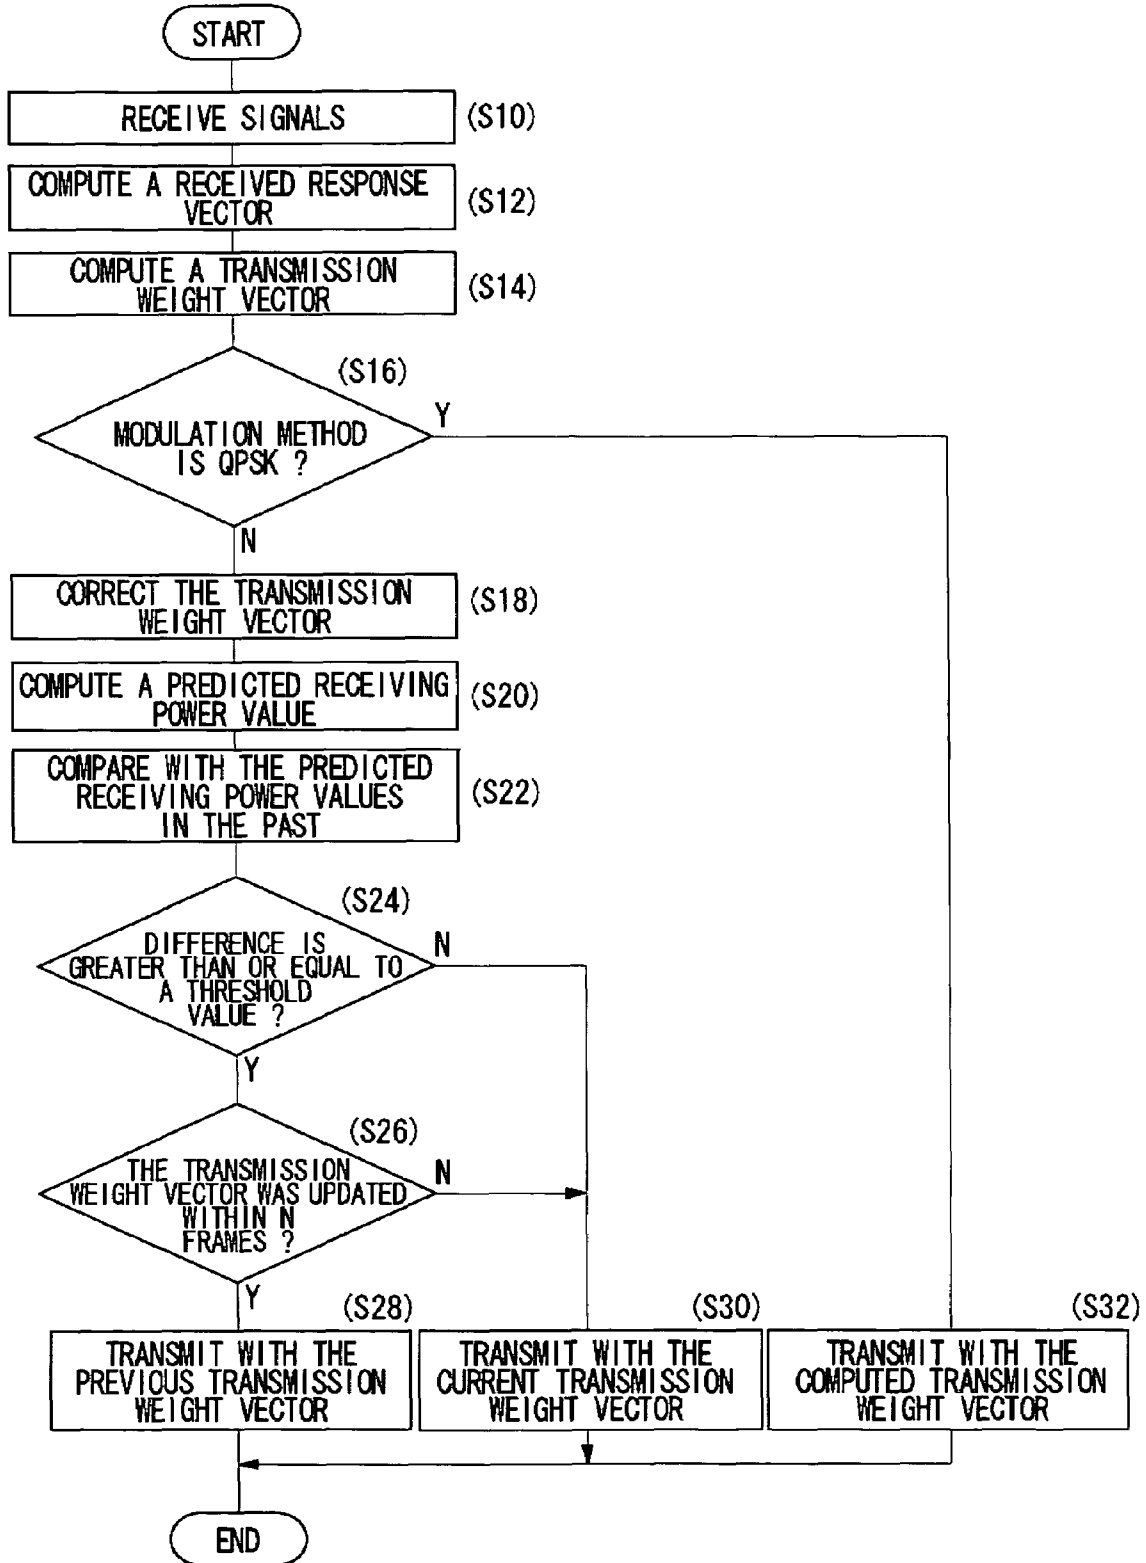 START
RECEIVE SIGNALS
(S10)
COMPUTE A RECEIVED RESPONSE
VECTOR
(S12)
COMPUTE A TRANSMISSION
WEIGHT VECTOR
(S14)
(S16)
MODULATION METHOD
IS QPSK ?
Y
N
CORRECT THE TRANSMISSION
WEIGHT VECTOR
(S18)
COMPUTE A PREDICTED RECEIVING
POWER VALUE
(S20)
COMPARE WITH THE PREDICTED
RECEIVING POWER VALUES
IN THE PAST
(S22)
(S24)
DIFFERENCE IS
GREATER THAN OR EQUAL TO
A THRESHOLD
VALUE ?
N
Y
(S26)
THE TRANSMISSION
WEIGHT VECTOR WAS UPDATED
WITHIN N
FRAMES ?
N
Y
(S28)
TRANSMIT WITH THE
PREVIOUS TRANSMISSION
WEIGHT VECTOR
(S30)
TRANSMIT WITH THE
CURRENT TRANSMISSION
WEIGHT VECTOR
(S32)
TRANSMIT WITH THE
COMPUTED TRANSMISSION
WEIGHT VECTOR
END